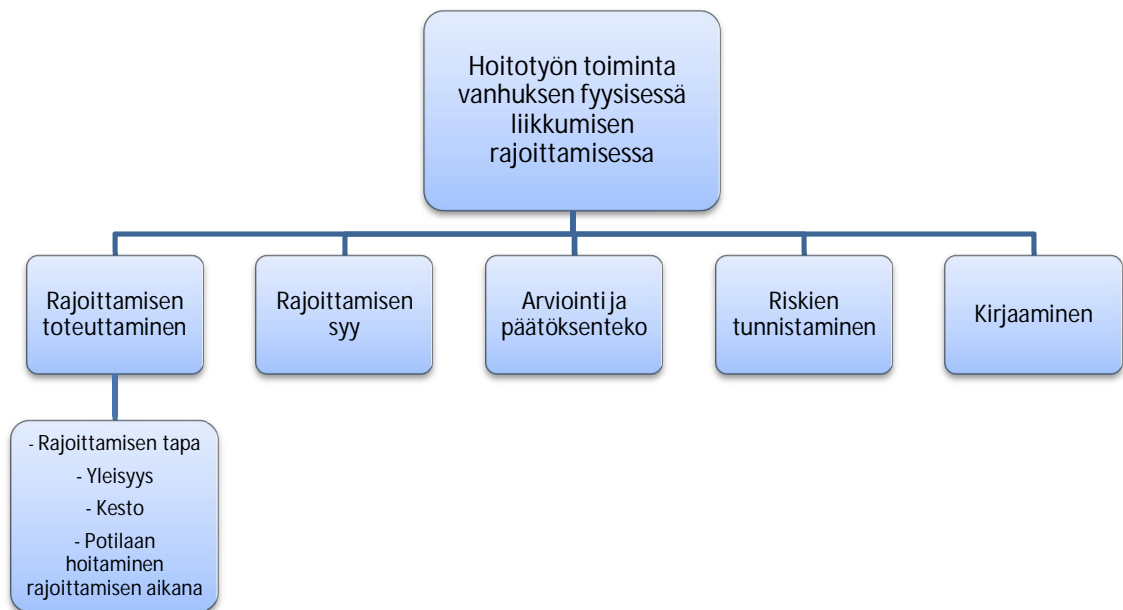 Hoitotyön toiminta
vanhuksen fyysisessä
liikkumisen
rajoittamisessa
Rajoittamisen
toteuttaminen
Rajoittamisen
syy
Arviointi ja
päätöksenteko
Riskien
tunnistaminen
Kirjaaminen
- Rajoittamisen tapa
- Yleisyys
- Kesto
- Potilaan
hoitaminen
rajoittamisen aikana